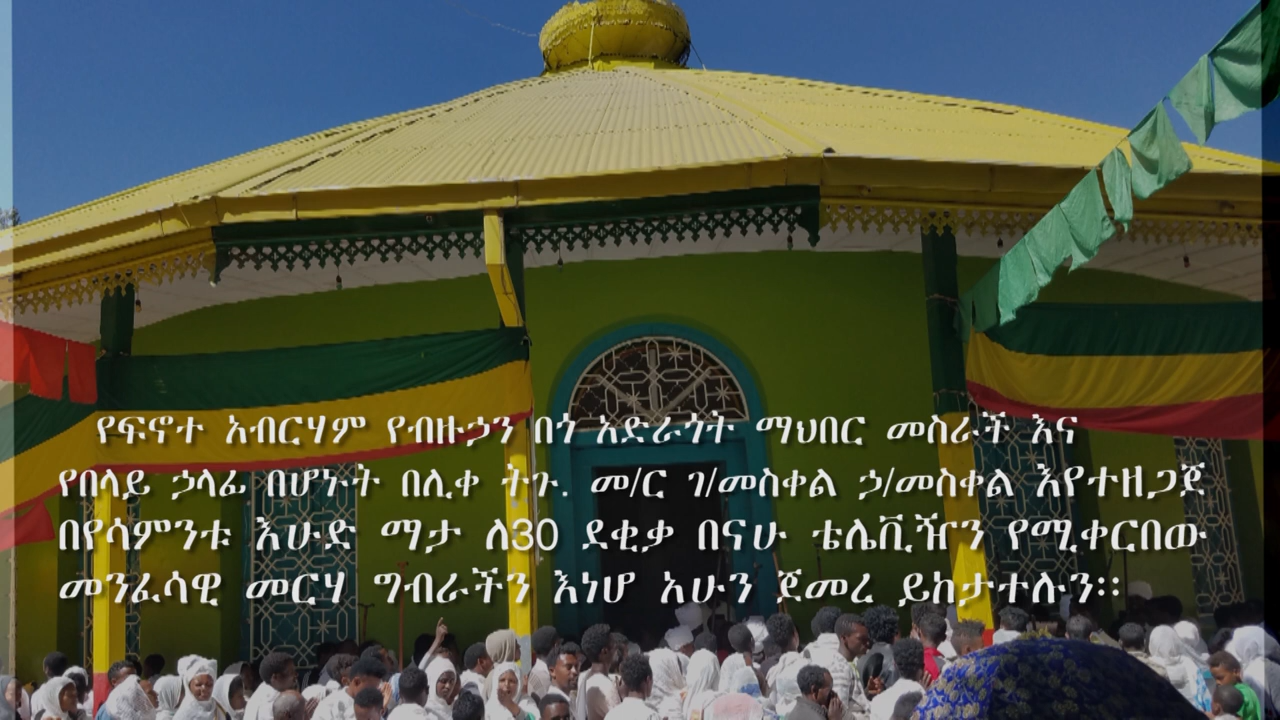 የፍኖተ አብርሃም የብዙኃን በጎ አድራጎት ማህበር መስራች እና
የበላይ ኃላፊ በሆኑት በሊቀ ትጉ. መ/ር ገ/መስቀል ኃ/መስቀል እየተዘጋጀ
በየሳምንቱ እሁድ ማታ ለ30 ደቂቃ በናሁ ቴሌቪዥን የሚቀርበው
መንፈሳዊ መርሃ ግብራችን እነሆ አሁን ጀመረ ይከታተሉን፡፡